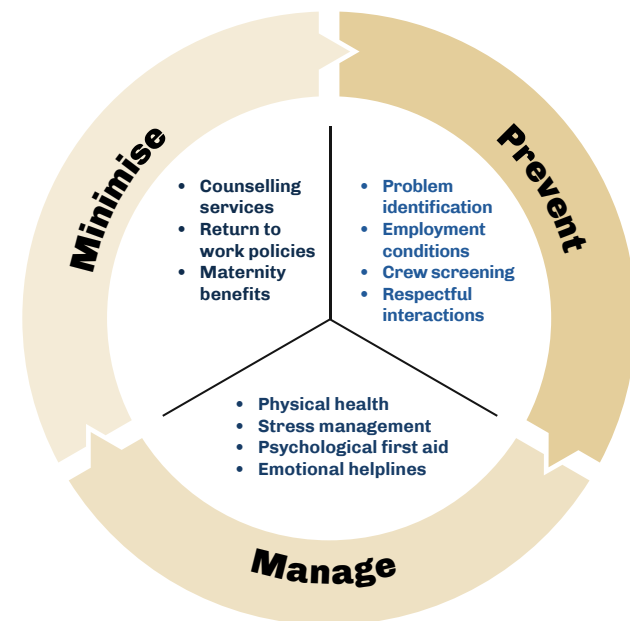 Minimise
• Counselling
services
• Return to
work policies
• Maternity
benefits
Prevent
• Problem
identification
• Employment
conditions
• Crew screening
• Respectful
interactions
• Physical health
• Stress management
• Psychological first aid
• Emotional helplines
Manage